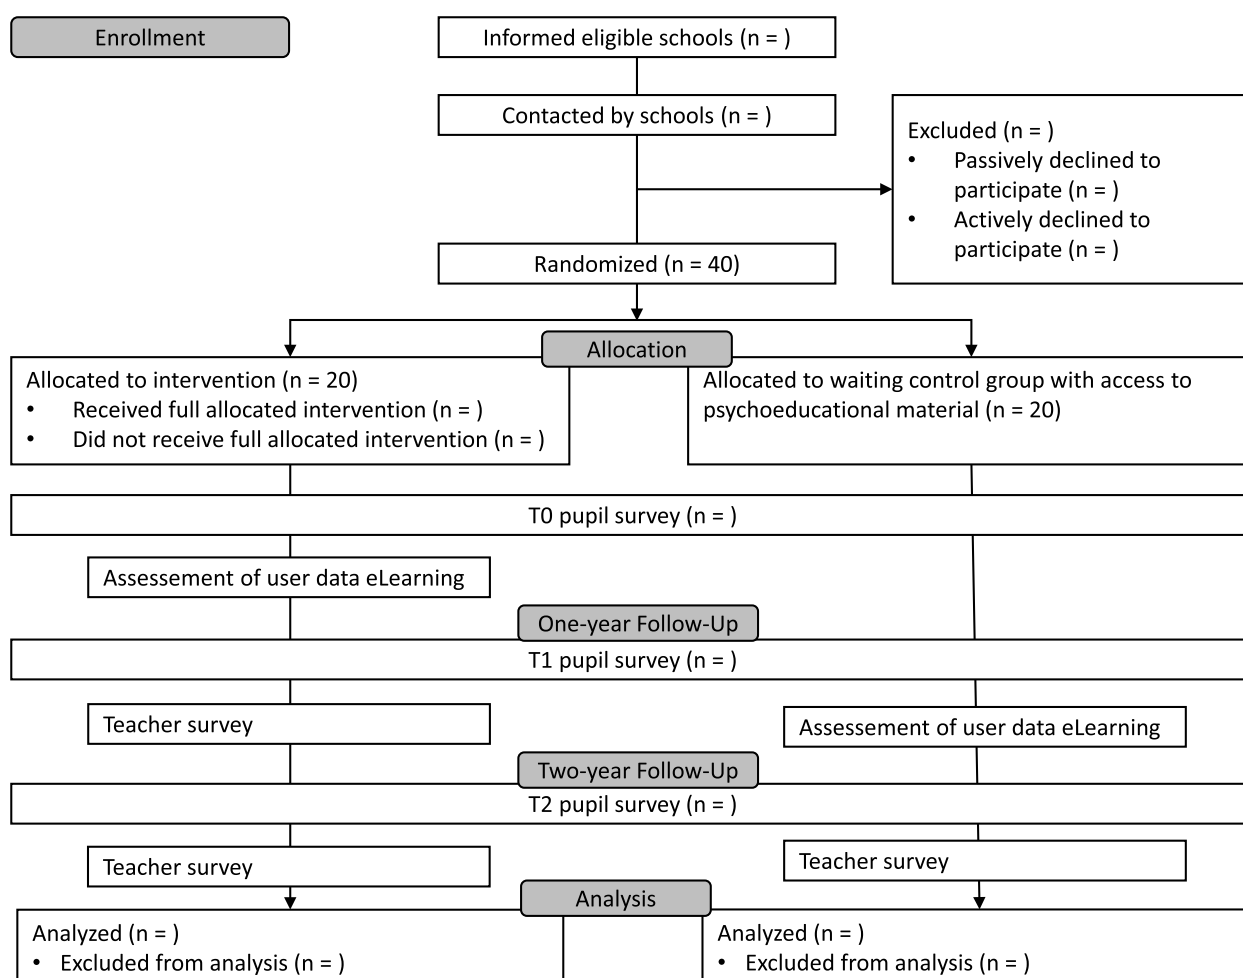 Enrollment
Informed eligible schools (n = )
Contacted by schools (n = )
Excluded (n = )
• Passively declined to
participate (n = )
• Actively declined to
participate (n = )
Randomized (n = 40)
Allocation
Allocated to intervention (n = 20)
• Received full allocated intervention (n = )
• Did not receive full allocated intervention (n = )
Allocated to waiting control group with access to
psychoeducational material (n = 20)
T0 pupil survey (n = )
Assessement of user data eLearning
One-year Follow-Up
T1 pupil survey (n = )
Teacher survey
Assessement of user data eLearning
Two-year Follow-Up
T2 pupil survey (n = )
Teacher survey
Teacher survey
Analysis
Analyzed (n = )
• Excluded from analysis (n = )
Analyzed (n = )
• Excluded from analysis (n = )